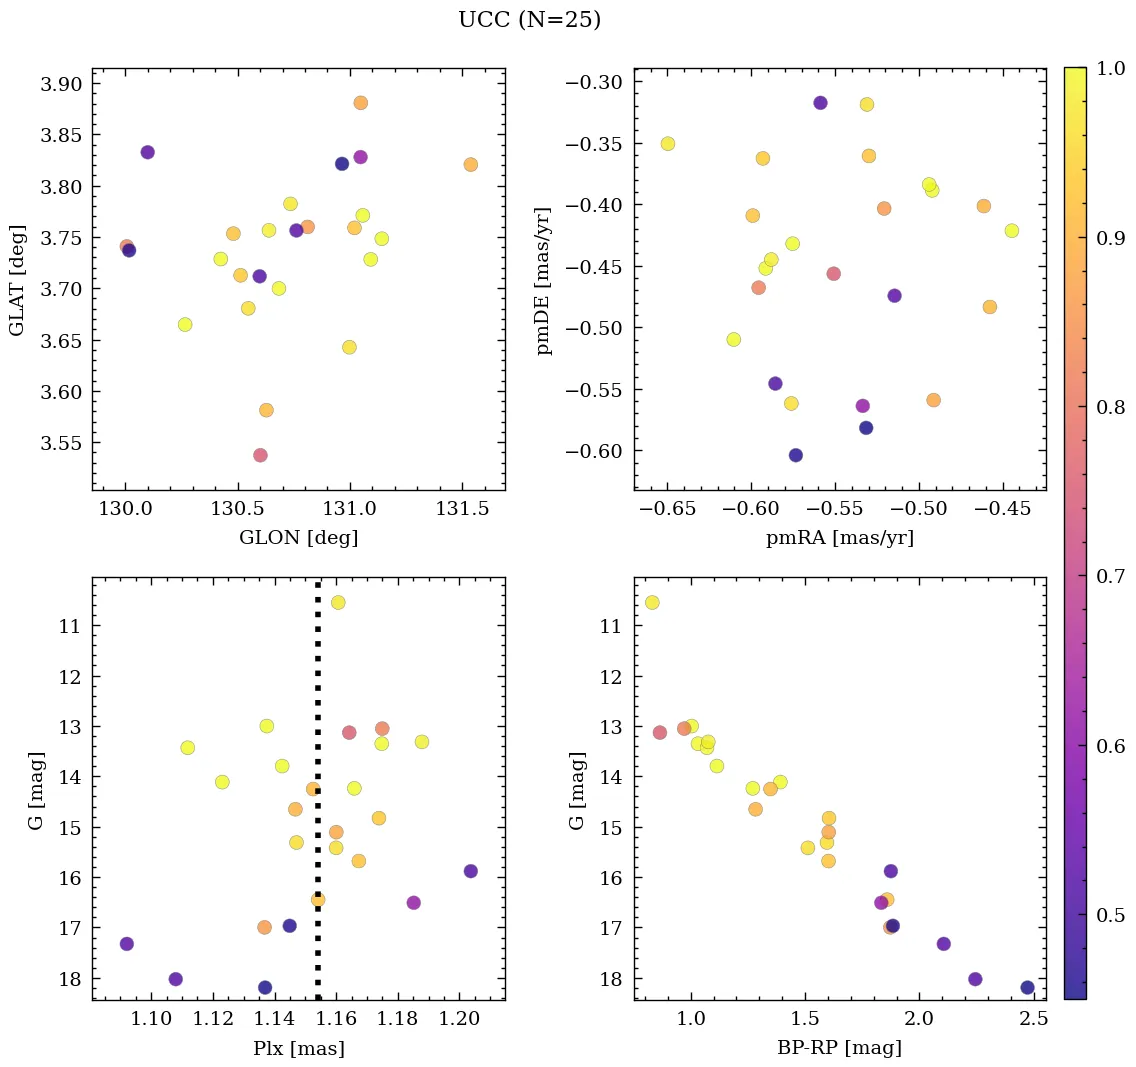 UCC (N=25)
3.90
3.85
3.80
3.75
3.70
3.65
3.60
3.55
GLAT [deg]
130.0 130.5 131.0 131.5
GLON [deg]
−0.30
−0.35
−0.40
−0.45
−0.50
−0.55
−0.60
pmDE [mas/yr]
−0.65 −0.60 −0.55 −0.50 −0.45
pmRA [mas/yr]
1.0
0.9
0.8
0.7
0.6
0.5
11
12
13
14
15
16
17
18
G [mag]
1.10 1.12 1.14 1.16 1.18 1.20
Plx [mas]
11
12
13
14
15
16
17
18
G [mag]
1.0 1.5 2.0 2.5
BP-RP [mag]